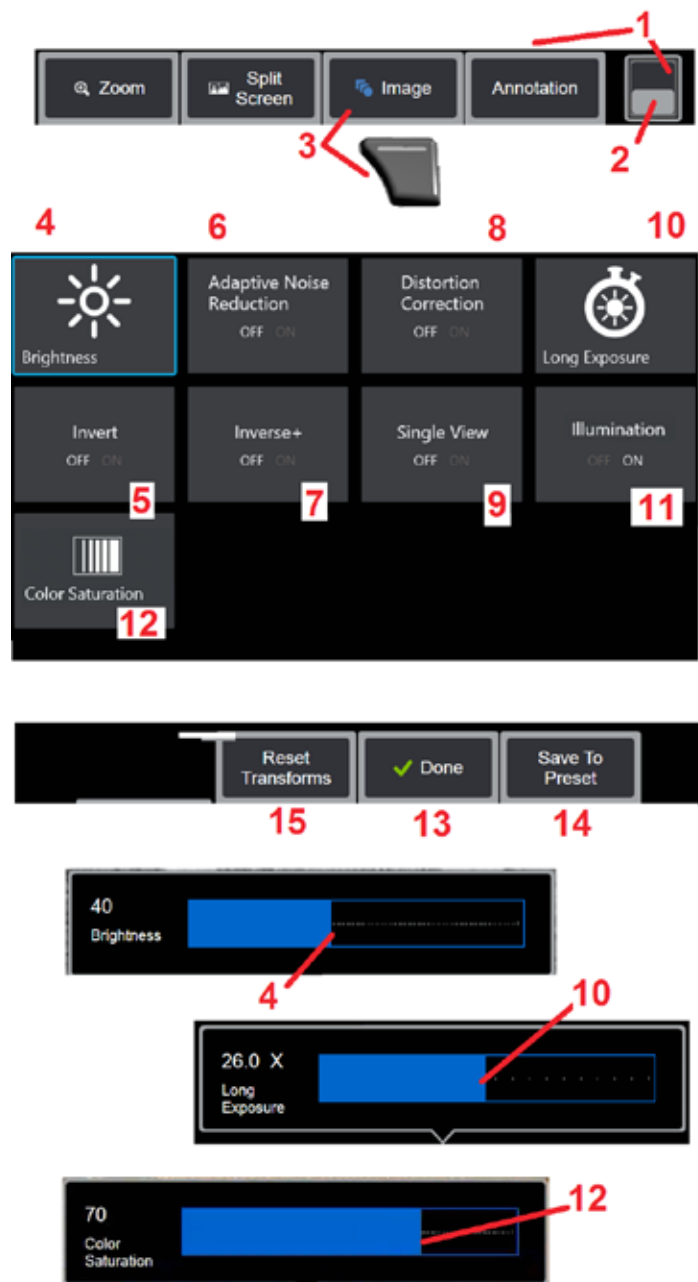 1
Zoom
Split
Screen
Image
Annotation
3
2
4
6
8
10
Brightness
Adaptive Noise
Reduction
OFF ON
Distortion
Correction
OFF ON
Long Exposure
Invert
OFF ON
5
Inverse+
OFF ON
7
Single View
OFF ON
9
Illumination
OFF ON
11
Color Saturation
12
Reset
Transforms
Done
Save To
Preset
15
13
14
40
Brightness
4
10
26.0 X
Long
Exposure
12
70
Color
Saturation